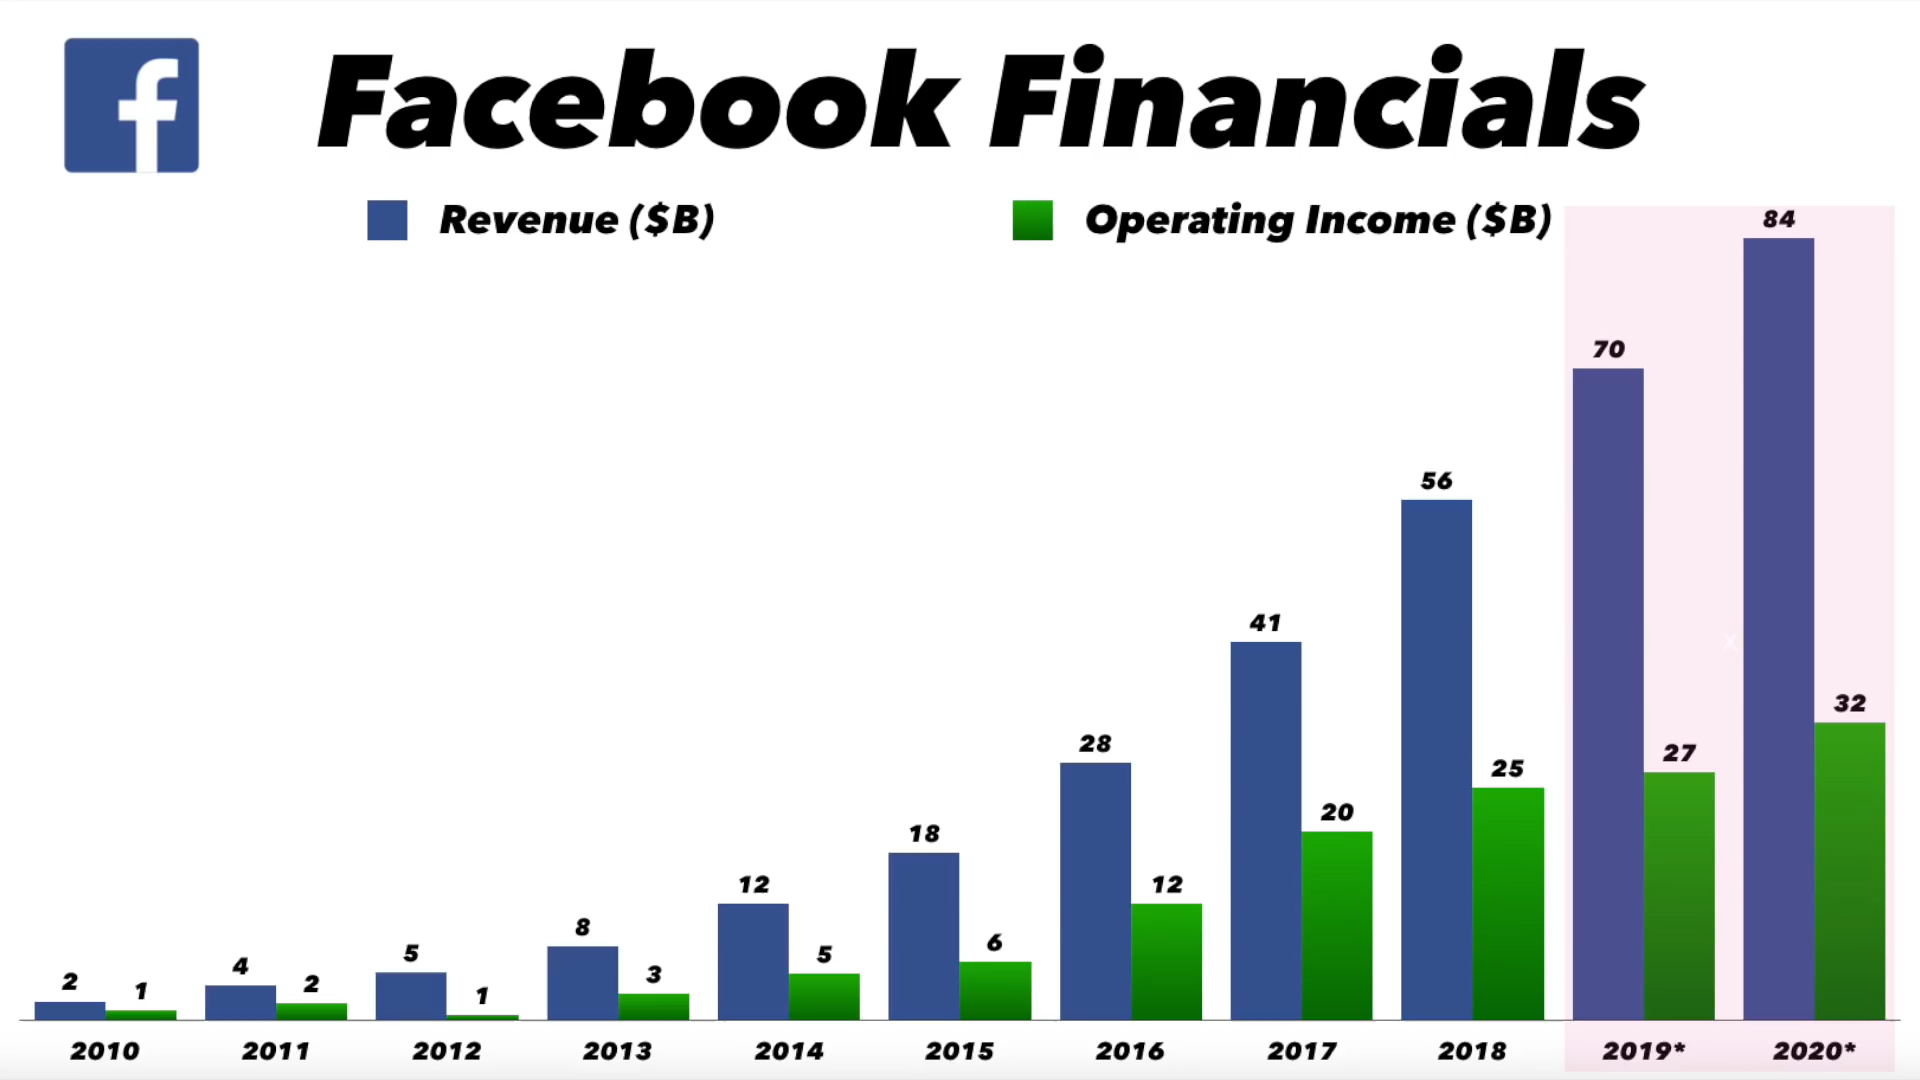 f Facebook Financials
Revenue ($B) Operating Income ($B)
84
70
56
41
28
18
12
8
5
4
2
1 2 1 3 5 6 12 20 25 27 32
2010 2011 2012 2013 2014 2015 2016 2017 2018 2019* 2020*